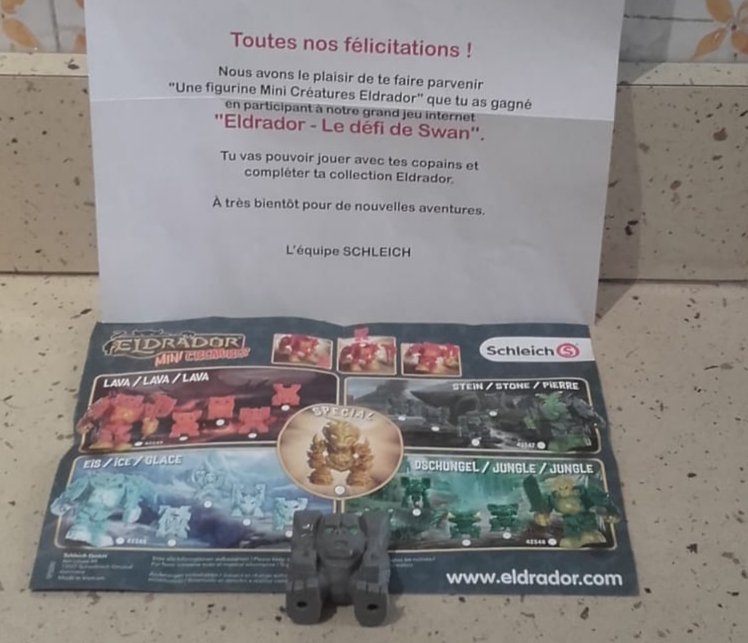 Toutes nos félicitations !
Nous avons le plaisir de te faire parvenir
"Une figurine Mini Créatures Eldrador" que tu as gagné
en participant à notre grand jeu internet
"Eldrador - Le défi de Swan".
Tu vas pouvoir jouer avec tes copains et
compléter ta collection Eldrador.
À très bientôt pour de nouvelles aventures.
L'équipe SCHLEICH
ELDRADOR
MINI CREATURES
Schleich S
LAVA / LAVA / LAVA
STEIN / STONE / PIERRE
SPECIAL
EIS / ICE / GLACE
DSCHUNGEL / JUNGLE / JUNGLE
Schleich GmbH
www.eldrador.com